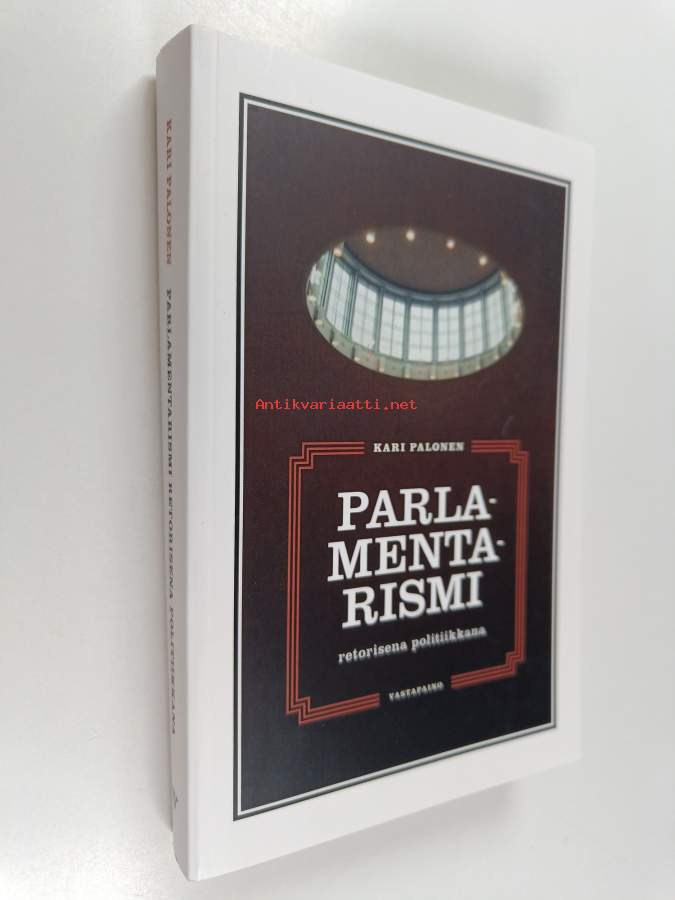 KARI PALONEN PARLAMENTARISMI RETORISENA POLITIIKKANA
Antikvariaatti.net
KARI PALONEN
PARLA-
MENTA-
RISMI
retorisena politiikkana
VASTAPAINO